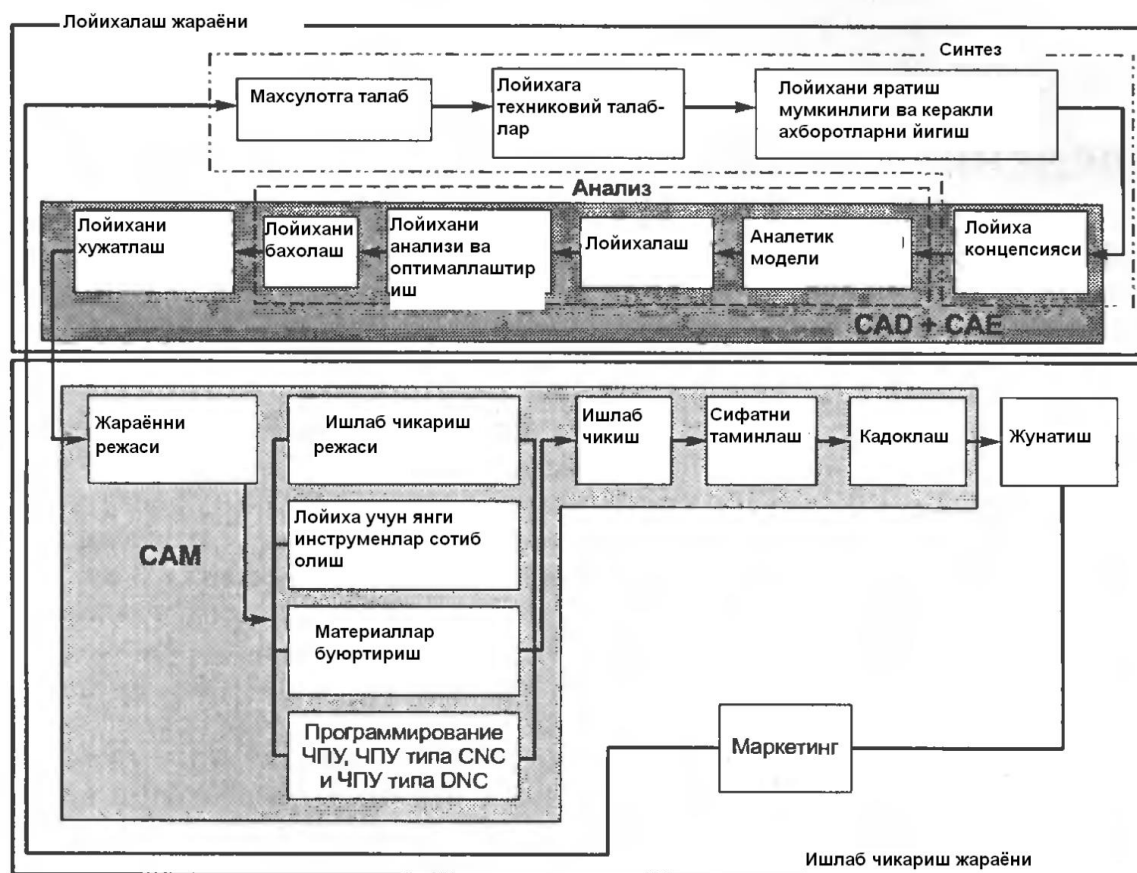 Лойихалаш жараёни
Синтез
Махсулотга талаб
Лойихага
техниковий талаб-
лар
Лойихани яратиш
мумкинлиги ва керакли
ахборотларни йигиш
Анализ
Лойихани
хужатлаш
Лойихани
бахолаш
Лойихани
анализи ва
оптималлаштир
иш
Лойихалаш
Аналетик
модели
Лойиха
концепсияси
CAD + CAE
Жараённи
режаси
Ишлаб чикариш
режаси
Ишлаб
чикиш
Сифатни
таминлаш
Кадоклаш
Жунатиш
Лойиха учун янги
инструменлар сотиб
олиш
CAM
Материаллар
буюртириш
Программирование
ЧПУ, ЧПУ типа CNC
и ЧПУ типа DNC
Маркетинг
Ишлаб чикариш жараёни